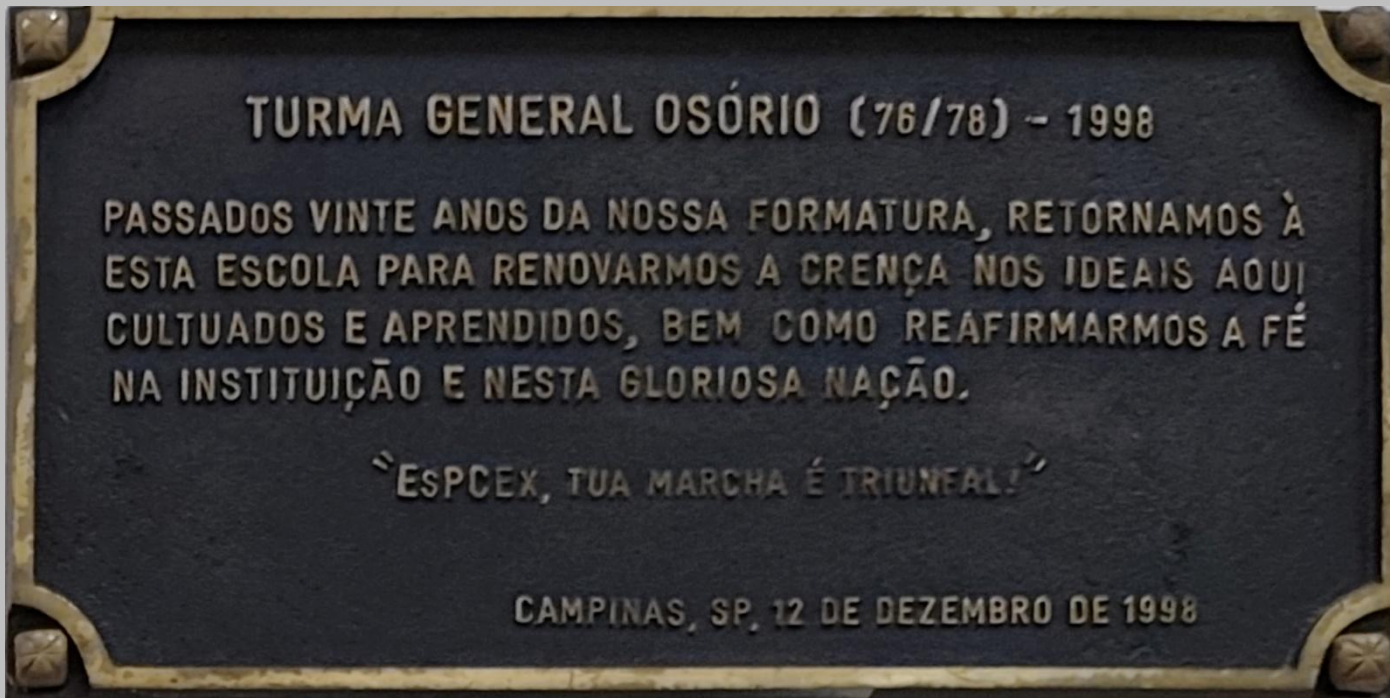 TURMA GENERAL OSÓRIO (76/78) - 1998
PASSADOS VINTE ANOS DA NOSSA FORMATURA, RETORNAMOS À
ESTA ESCOLA PARA RENOVARMOS A CRENÇA NOS IDEAIS AQUI
CULTUADOS E APRENDIDOS, BEM COMO REAFIRMARMOS A FÉ
NA INSTITUIÇÃO E NESTA GLORIOSA NAÇÃO.
"EsPCEX, TUA MARCHA É TRIUNFAL!"
CAMPINAS, SP, 12 DE DEZEMBRO DE 1998